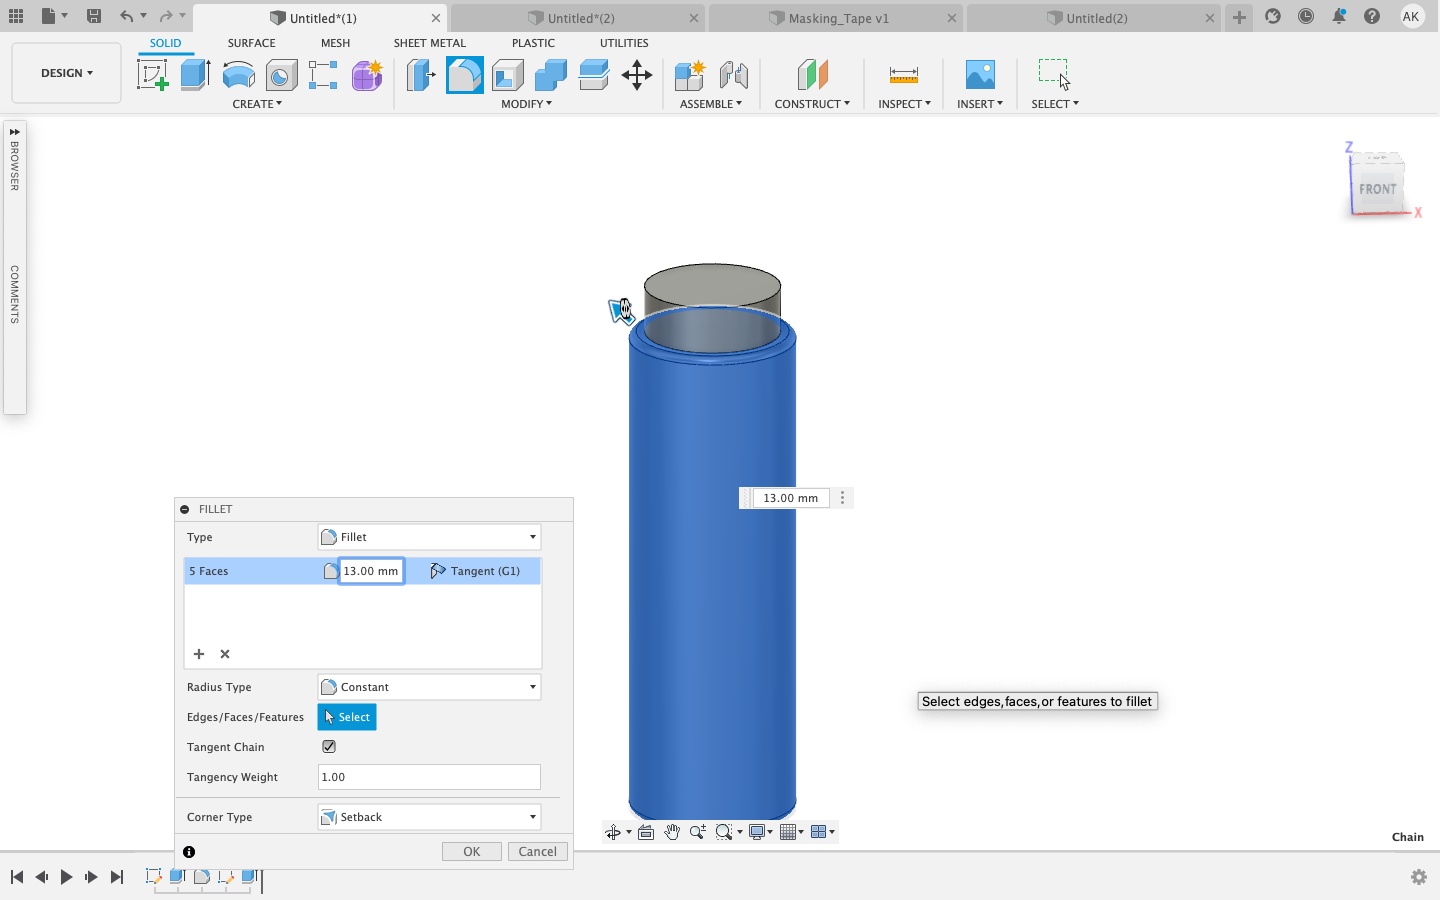 Untitled*(1)
Untitled*(2)
Masking_Tape v1
Untitled(2)
AK
DESIGN
SOLID
SURFACE
MESH
SHEET METAL
PLASTIC
UTILITIES
CREATE
MODIFY
ASSEMBLE
CONSTRUCT
INSPECT
INSERT
SELECT
BROWSER
COMMENTS
Z
FRONT
X
13.00 mm
FILLET
Type
Fillet
5 Faces
13.00 mm
Tangent (G1)
Radius Type
Constant
Edges/Faces/Features
Select
Tangent Chain
Tangency Weight
1.00
Corner Type
Setback
OK
Cancel
Select edges,faces,or features to fillet
Chain